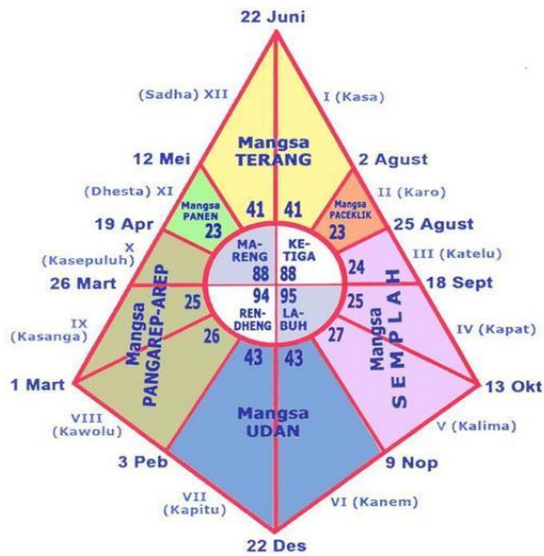 22 Juni
(Sadha) XII
I (Kasa)
Mangsa
TERANG
12 Mei
2 Agust
(Dhesta) XI
II (Karo)
Mangsa
PANEN
23
41
41
Mangsa
PACEKLIK
23
19 Apr
25 Agust
X
(Kasepuluh)
MA-
RENG
88
KE-
TIGA
88
24
III (Katelu)
26 Mart
18 Sept
25
94
REN-
DHENG
95
LA-
BUH
25
IX
(Kasanga)
Mangsa
PANGAREP-AREP
26
27
Mangsa
SEMPLAH
IV (Kapat)
43
43
1 Mart
13 Okt
VIII
(Kawolu)
Mangsa
UDAN
V (Kalima)
3 Peb
9 Nop
VII
(Kapitu)
VI (Kanem)
22 Des